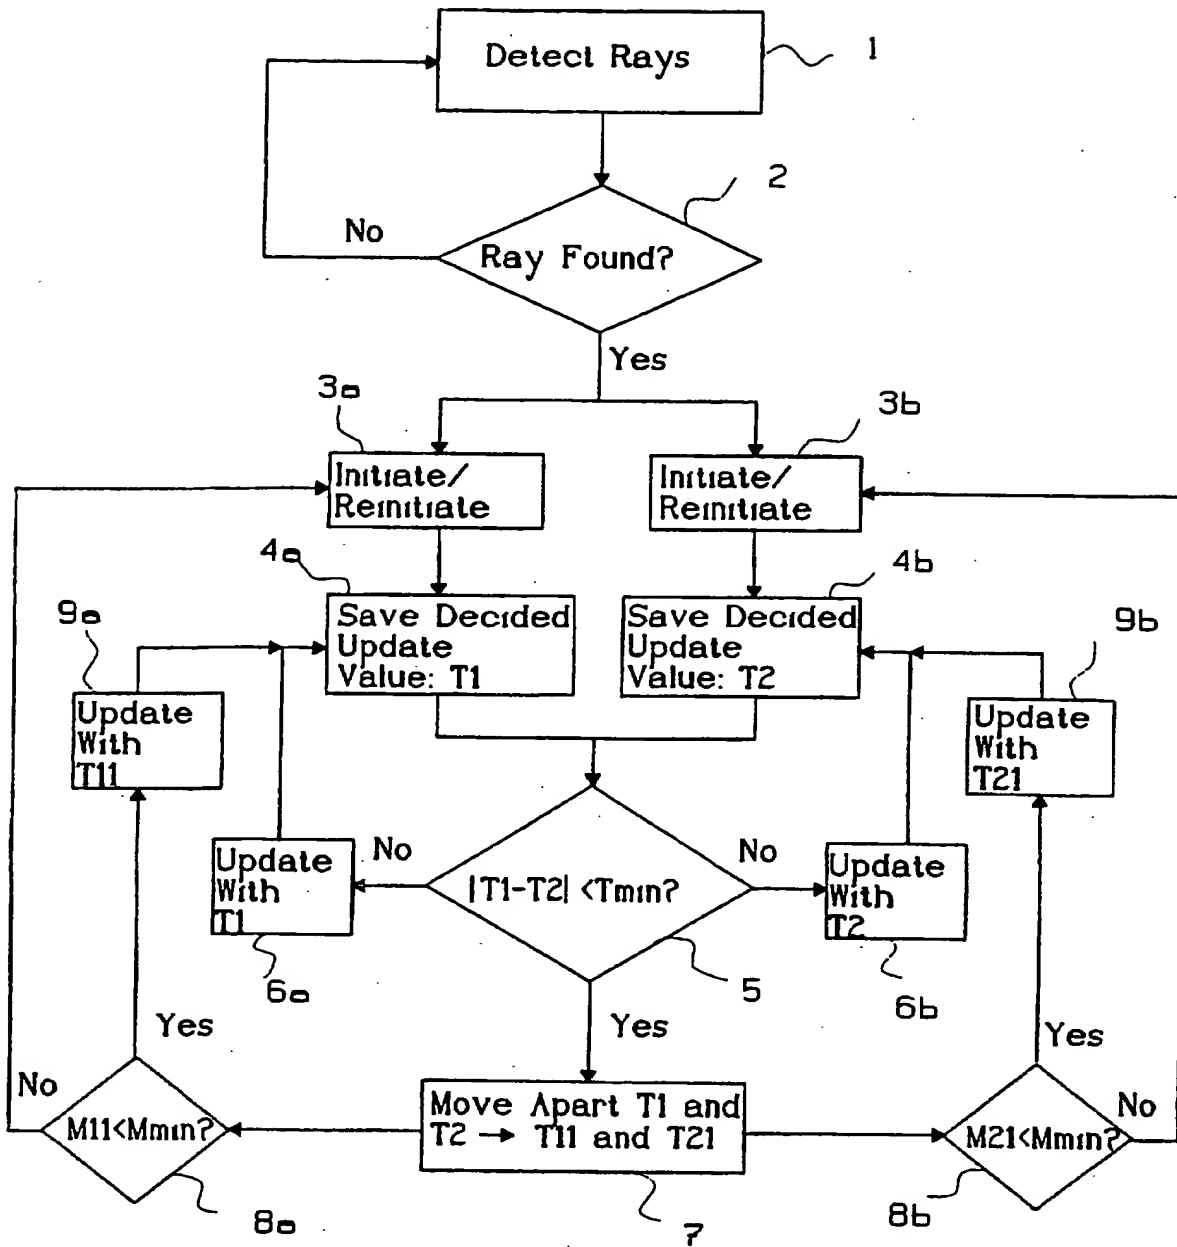 Detect Rays
1
2
No
Ray Found?
Yes
3a
3b
Initiate/
Reinitiate
Initiate/
Reinitiate
4a
4b
Save Decided
Update
Value: T1
Save Decided
Update
Value: T2
9a
9b
Update
With
T11
Update
With
T21
No
No
Update
With
T1
|T1-T2| <Tmin?
Update
With
T2
6a
5
6b
Yes
Yes
Yes
No
No
M11<Mmin?
Move Apart T1 and
T2 → T11 and T21
M21<Mmin?
8a
7
8b